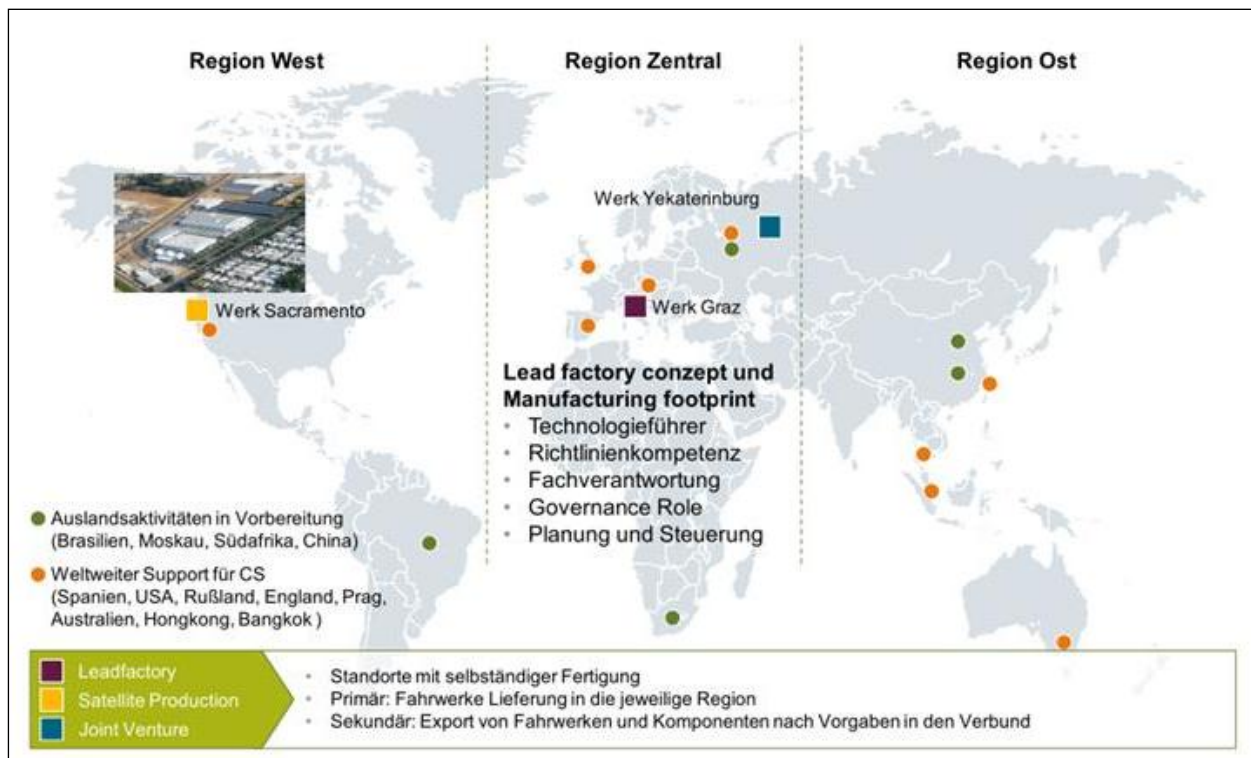 Region West
Region Zentral
Region Ost
Werk Yekaterinburg
Werk Sacramento
Werk Graz
Lead factory conzept und
Manufacturing footprint
• Technologieführer
• Richtlinienkompetenz
• Fachverantwortung
• Governance Role
• Planung und Steuerung
Auslandsaktivitäten in Vorbereitung
(Brasilien, Moskau, Südafrika, China)
Weltweiter Support für CS
(Spanien, USA, Rußland, England, Prag,
Australien, Hongkong, Bangkok )
Leadfactory
Satellite Production
Joint Venture
• Standorte mit selbständiger Fertigung
• Primär: Fahrwerke Lieferung in die jeweilige Region
• Sekundär: Export von Fahrwerken und Komponenten nach Vorgaben in den Verbund